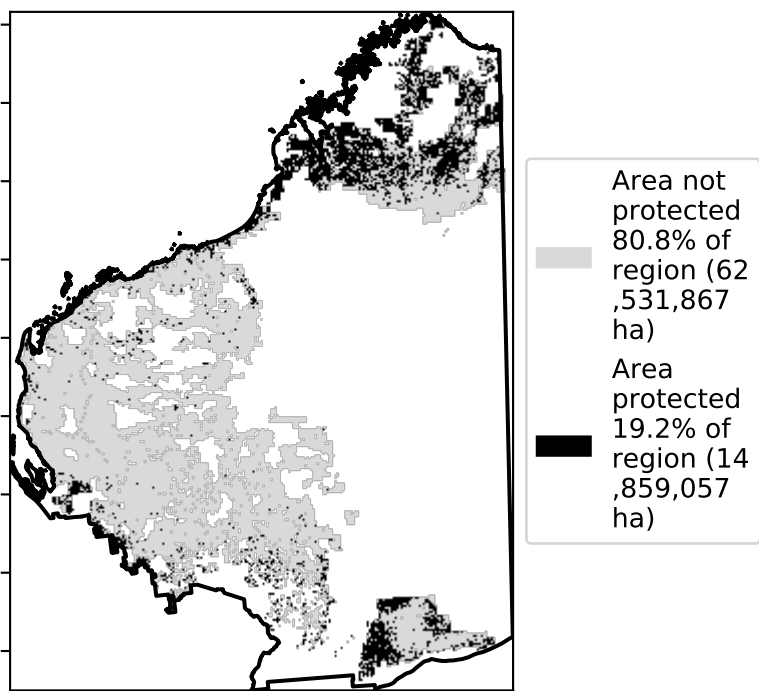 Area not
protected
80.8% of
region (62
,531,867
ha)
Area
protected
19.2% of
region (14
,859,057
ha)